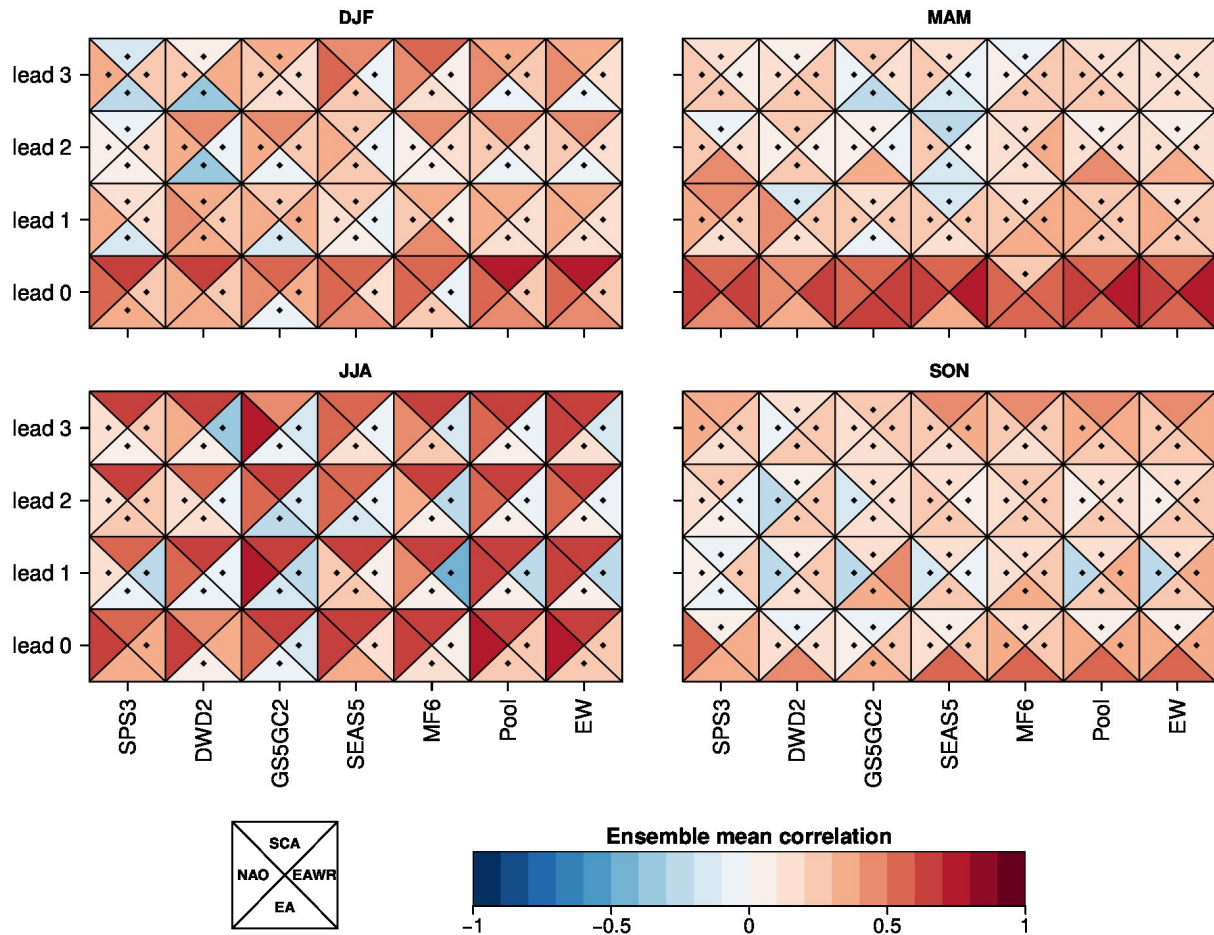 DJF
MAM
lead 3
lead 2
lead 1
lead 0
JJA
SON
lead 3
lead 2
lead 1
lead 0
SPS3
DWD2
GS5GC2
SEAS5
MF6
Pool
EW
SPS3
DWD2
GS5GC2
SEAS5
MF6
Pool
EW
SCA
NAO
EAWR
EA
Ensemble mean correlation
−1
−0.5
0
0.5
1